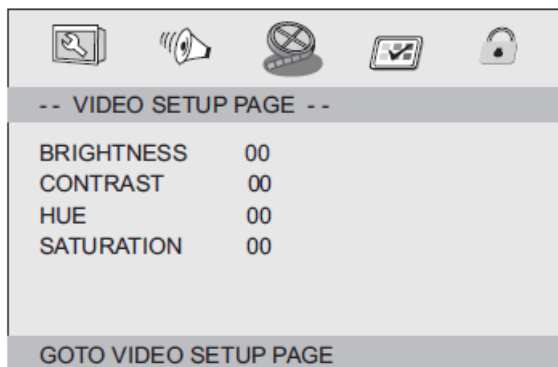 -- VIDEO SETUP PAGE --
BRIGHTNESS 00
CONTRAST 00
HUE 00
SATURATION 00
GOTO VIDEO SETUP PAGE